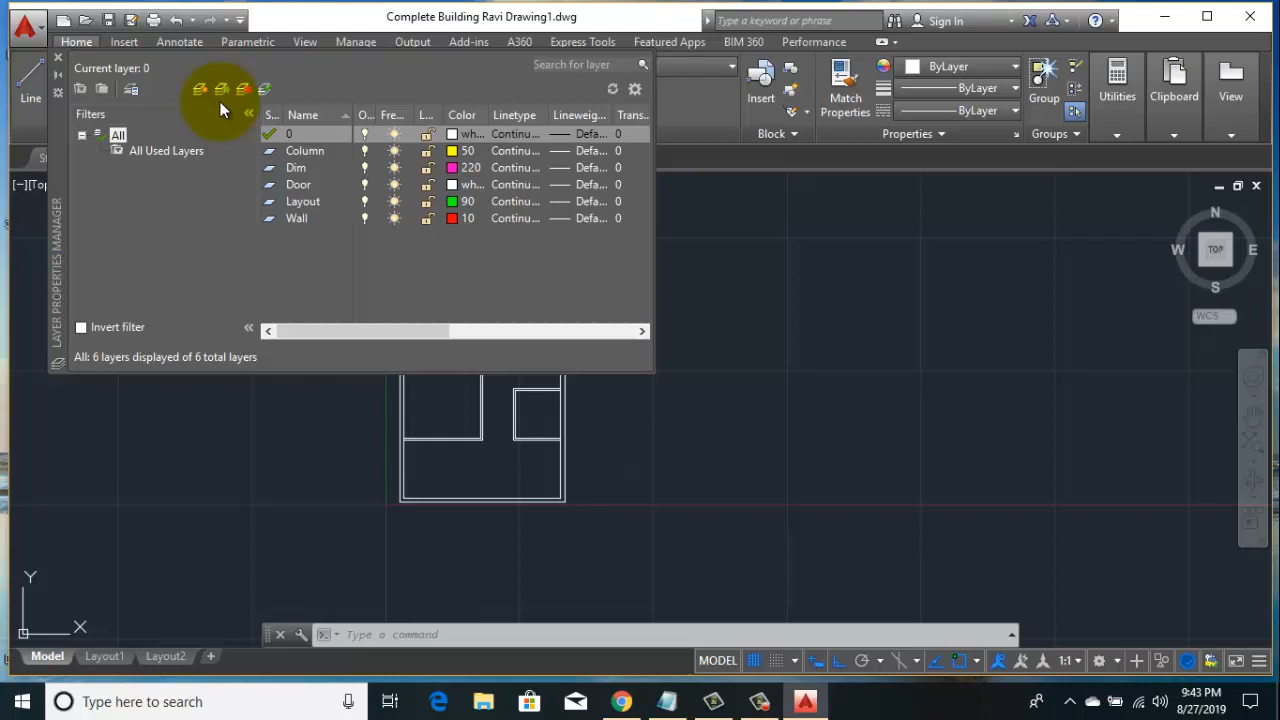 Complete Building Ravi Drawing1.dwg
Type a keyword or phrase
Sign In
Home Insert Annotate Parametric View Manage Output Add-ins A360 Express Tools Featured Apps BIM 360 Performance
Current layer: 0
Search for layer
Line
Insert
Match
Properties
ByLayer
ByLayer
ByLayer
Group
Utilities
Clipboard
View
Block
Properties
Groups
Filters
All
All Used Layers
S... Name O. Fre... L... Color Linetype Lineweig... Trans...
0 wh... Continu... Defa... 0
Column 50 Continu... Defa... 0
Dim 220 Continu... Defa... 0
Door wh... Continu... Defa... 0
Layout 90 Continu... Defa... 0
Wall 10 Continu... Defa... 0
Invert filter
All: 6 layers displayed of 6 total layers
LAYER PROPERTIES MANAGER
[−][Top
N
W TOP E
S
WCS
Y
X
Type a command
Model Layout1 Layout2 +
MODEL 1:1
Type here to search
9:43 PM
8/27/2019